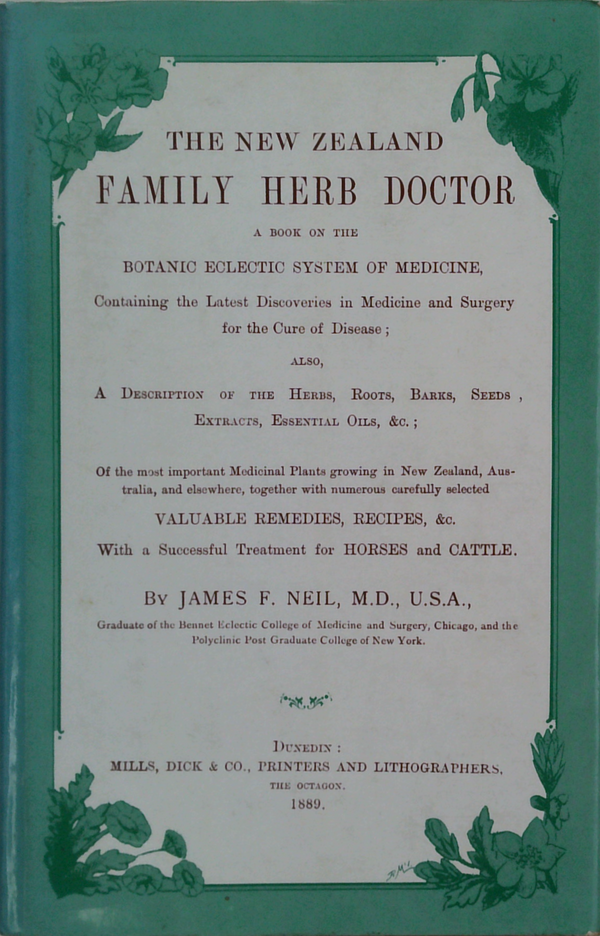 THE NEW ZEALAND
FAMILY HERB DOCTOR
A BOOK ON THE
BOTANIC ECLECTIC SYSTEM OF MEDICINE,
Containing the Latest Discoveries in Medicine and Surgery
for the Cure of Disease ;
ALSO,
A DESCRIPTION OF THE HERBS, ROOTS, BARKS, SEEDS ,
EXTRACTS, ESSENTIAL OILS, &c. ;
Of the most important Medicinal Plants growing in New Zealand, Aus-
tralia, and elsewhere, together with numerous carefully selected
VALUABLE REMEDIES, RECIPES, &c.
With a Successful Treatment for HORSES and CATTLE.
BY JAMES F. NEIL, M.D., U.S.A.,
Graduate of the Bennet Eclectic College of Medicine and Surgery, Chicago, and the
Polyclinic Post Graduate College of New York.
DUNEDIN :
MILLS, DICK & CO., PRINTERS AND LITHOGRAPHERS,
THE OCTAGON.
1889.